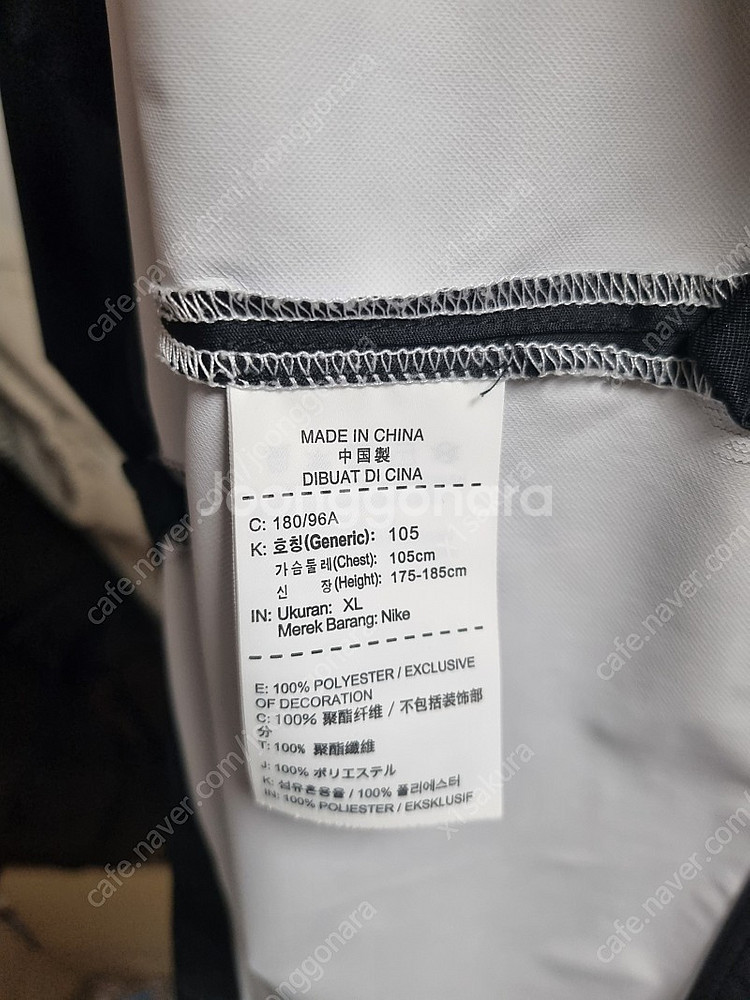 MADE IN CHINA
中国製
DIBUAT DI CINA
Joonggonara
C: 180/96A
K: 호칭(Generic): 105
가슴둘레(Chest): 105cm
신 장(Height): 175-185cm
IN: Ukuran: XL
Merek Barang: Nike
E: 100% POLYESTER / EXCLUSIVE
OF DECORATION
C: 100% 聚酯纤维 / 不包括装饰部
分
T: 100% 聚酯纖維
J: 100% ポリエステル
K: 섬유혼용율 / 100% 폴리에스터
IN: 100% POLIESTER / EKSKLUSIF